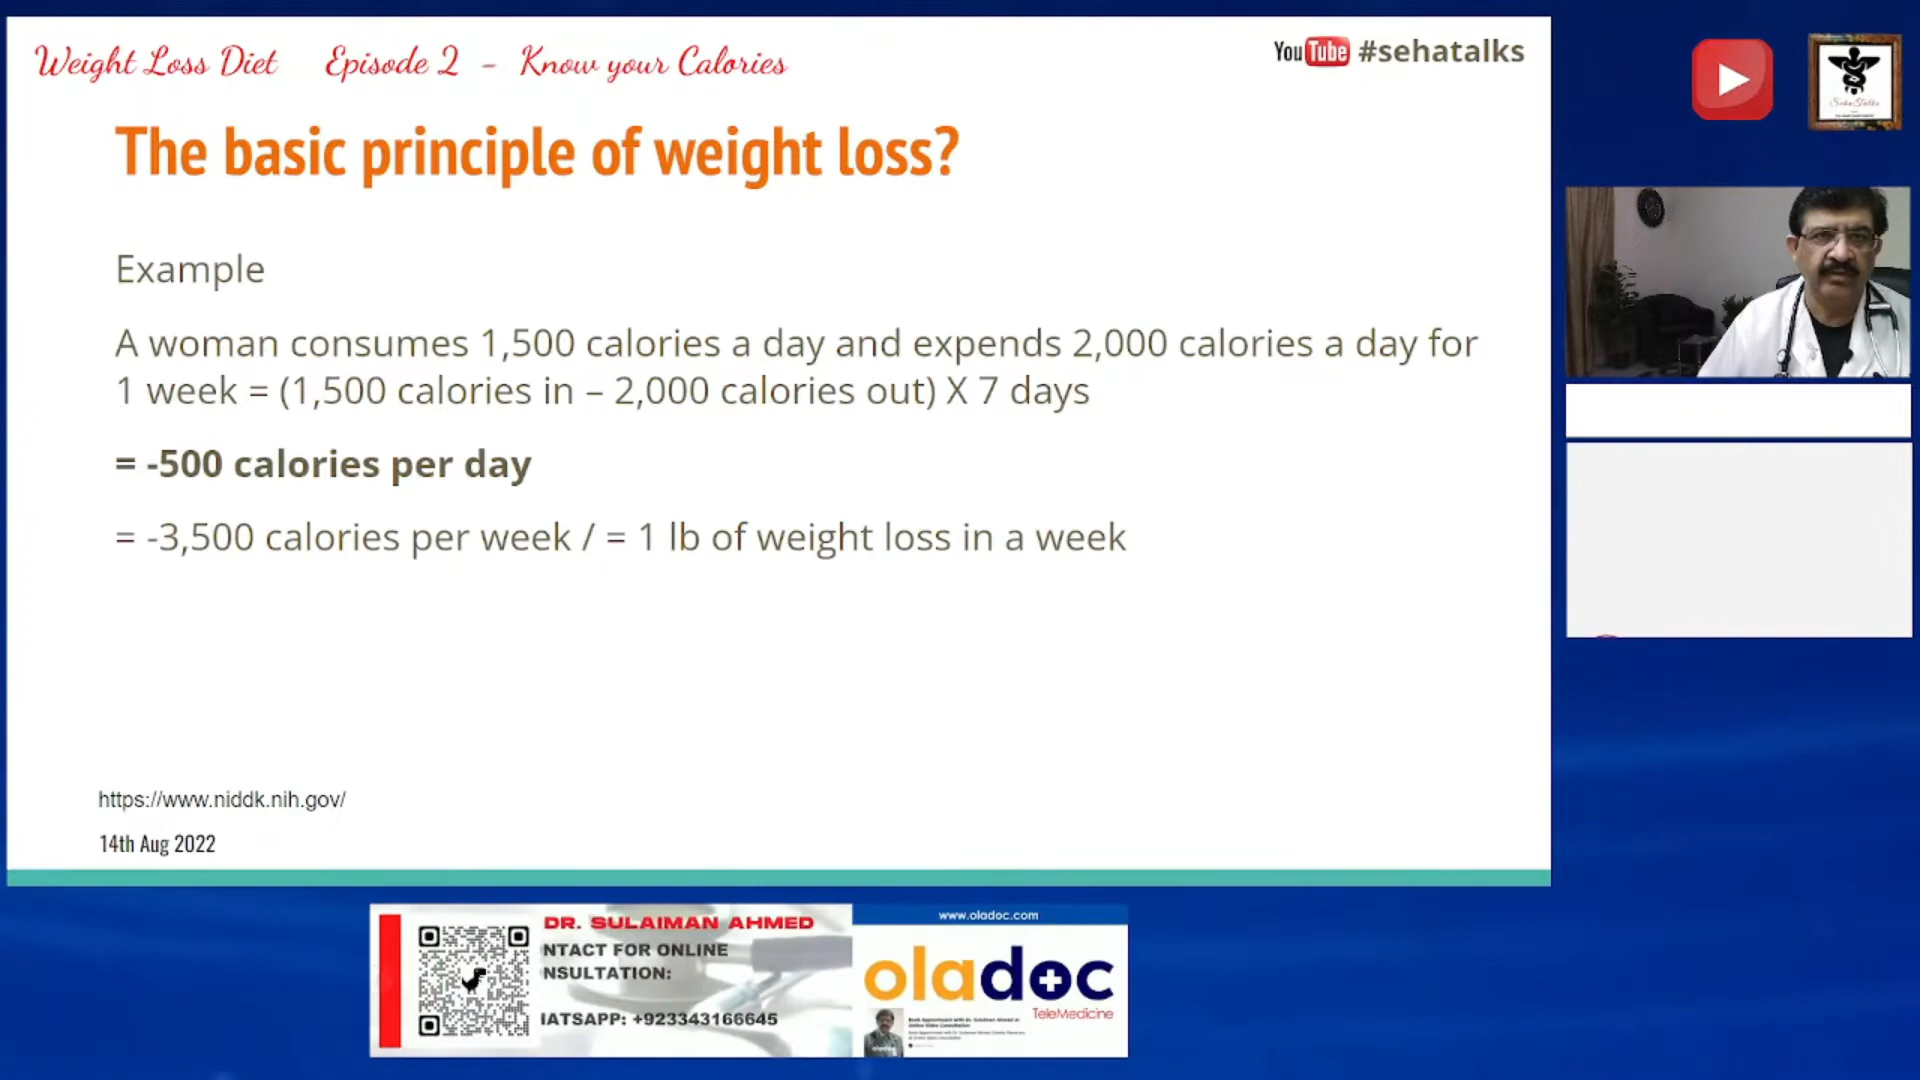 Weight Loss Diet Episode 2 - Know your Calories
YouTube #sehatalks
The basic principle of weight loss?
Example
A woman consumes 1,500 calories a day and expends 2,000 calories a day for
1 week = (1,500 calories in – 2,000 calories out) X 7 days
= -500 calories per day
= -3,500 calories per week / = 1 lb of weight loss in a week
https://www.niddk.nih.gov/
14th Aug 2022
SehaTalks
DR. SULAIMAN AHMED
NTACT FOR ONLINE
NSULTATION:
IATSAPP: +923343166645
www.oladoc.com
oladoc
TeleMedicine